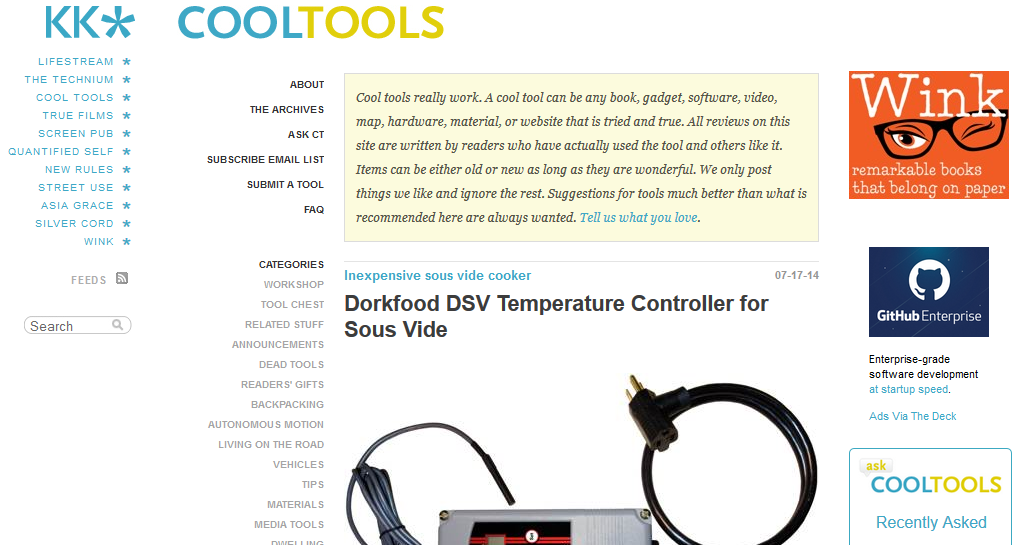 KK*
COOLTOOLS
LIFESTREAM *
THE TECHNIUM *
COOL TOOLS *
TRUE FILMS *
SCREEN PUB *
QUANTIFIED SELF *
NEW RULES *
STREET USE *
ASIA GRACE *
SILVER CORD *
WINK *
FEEDS
Search
ABOUT
THE ARCHIVES
ASK CT
SUBSCRIBE EMAIL LIST
SUBMIT A TOOL
FAQ
CATEGORIES
WORKSHOP
TOOL CHEST
RELATED STUFF
ANNOUNCEMENTS
DEAD TOOLS
READERS' GIFTS
BACKPACKING
AUTONOMOUS MOTION
LIVING ON THE ROAD
VEHICLES
TIPS
MATERIALS
MEDIA TOOLS
DWELLING
Cool tools really work. A cool tool can be any book, gadget, software, video,
map, hardware, material, or website that is tried and true. All reviews on this
site are written by readers who have actually used the tool and others like it.
Items can be either old or new as long as they are wonderful. We only post
things we like and ignore the rest. Suggestions for tools much better than what is
recommended here are always wanted. Tell us what you love.
Inexpensive sous vide cooker 07-17-14
Dorkfood DSV Temperature Controller for
Sous Vide
Wink
remarkable books
that belong on paper
GitHub Enterprise
Enterprise-grade
software development
at startup speed.
Ads Via The Deck
ask
COOLTOOLS
Recently Asked